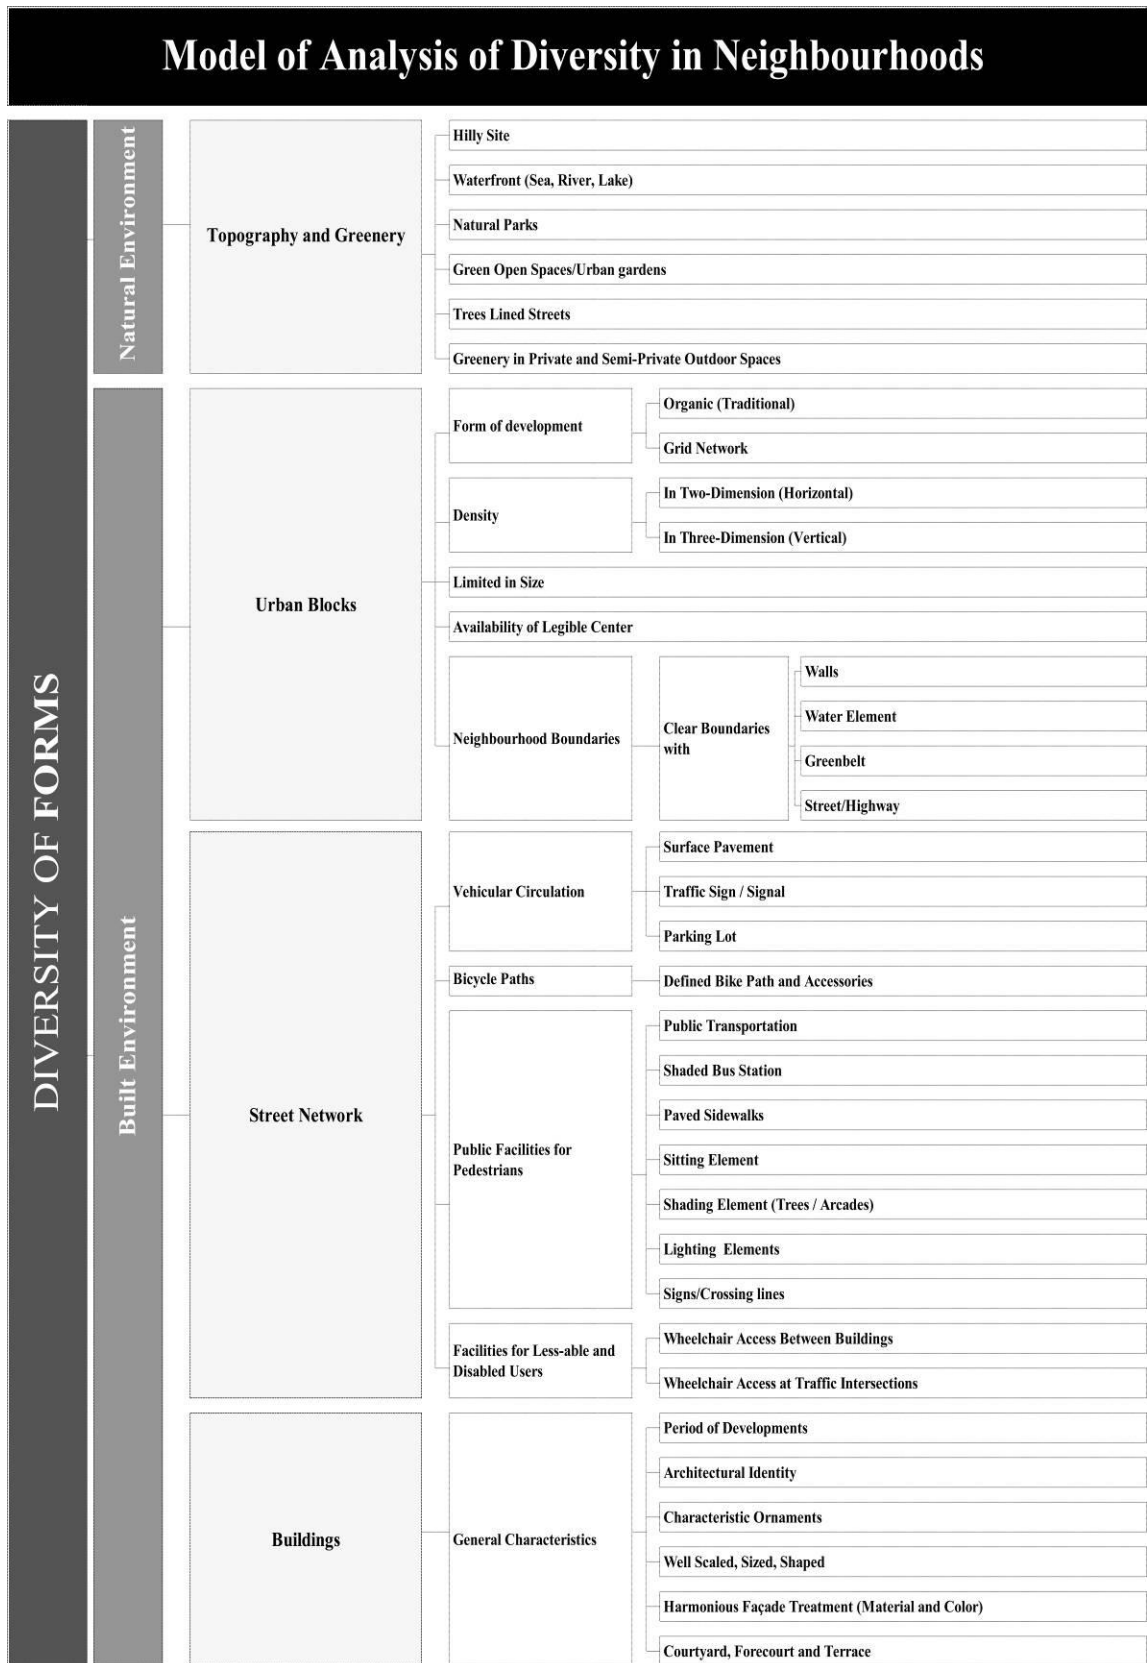 Model of Analysis of Diversity in Neighbourhoods
DIVERSITY OF FORMS
Natural Environment
Topography and Greenery
Hilly Site
Waterfront (Sea, River, Lake)
Natural Parks
Green Open Spaces/Urban gardens
Trees Lined Streets
Greenery in Private and Semi-Private Outdoor Spaces
Built Environment
Urban Blocks
Form of development
Organic (Traditional)
Grid Network
Density
In Two-Dimension (Horizontal)
In Three-Dimension (Vertical)
Limited in Size
Availability of Legible Center
Neighbourhood Boundaries
Clear Boundaries
with
Walls
Water Element
Greenbelt
Street/Highway
Street Network
Vehicular Circulation
Surface Pavement
Traffic Sign / Signal
Parking Lot
Bicycle Paths
Defined Bike Path and Accessories
Public Facilities for
Pedestrians
Public Transportation
Shaded Bus Station
Paved Sidewalks
Sitting Element
Shading Element (Trees / Arcades)
Lighting Elements
Signs/Crossing lines
Facilities for Less-able and
Disabled Users
Wheelchair Access Between Buildings
Wheelchair Access at Traffic Intersections
Buildings
General Characteristics
Period of Developments
Architectural Identity
Characteristic Ornaments
Well Scaled, Sized, Shaped
Harmonious Façade Treatment (Material and Color)
Courtyard, Forecourt and Terrace